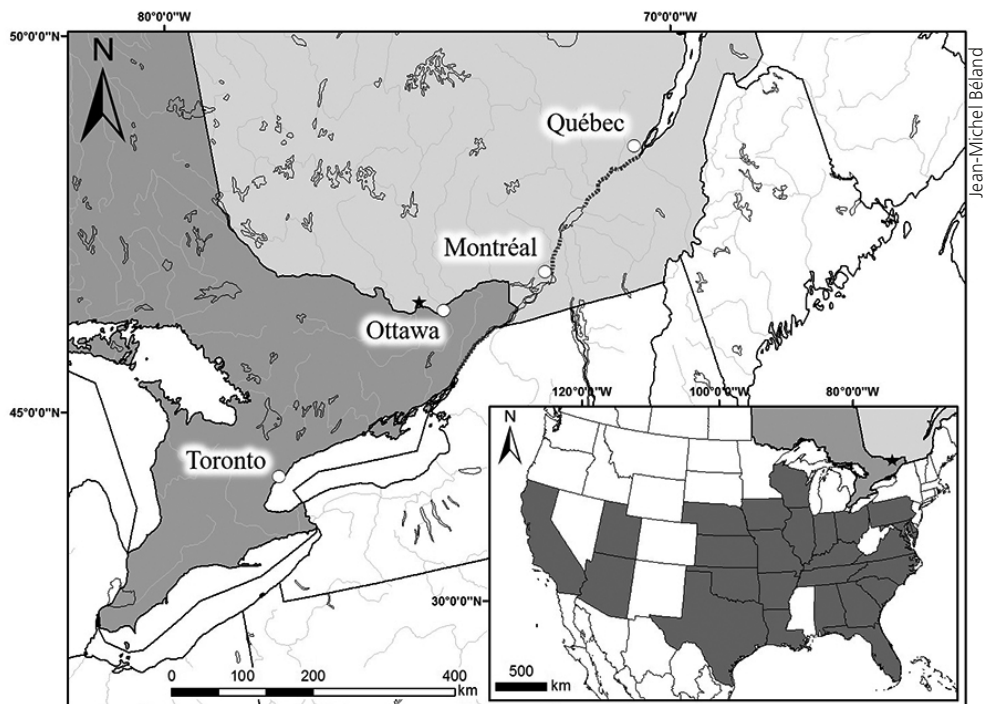 80°0'0"W
70°0'0"W
50°0'0"N
N
Québec
Jean-Michel Béland
Montréal
Ottawa
45°0'0"N
120°0'0"W
100°0'0"W
80°0'0"W
N
Toronto
30°0'0"N
500
km
0 100 200 400
km